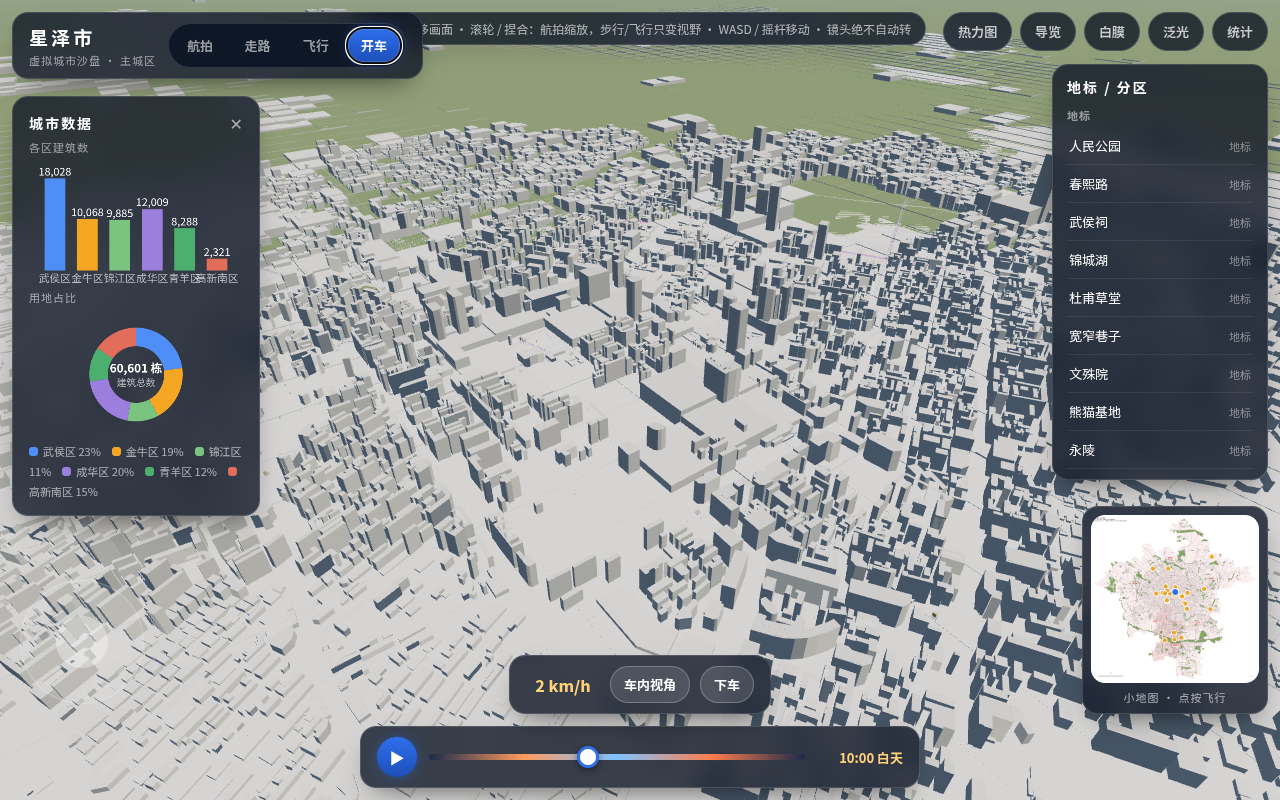 星泽市
虚拟城市沙盘 · 主城区
航拍 走路 飞行 开车
画面 · 滚轮 / 捏合：航拍缩放，步行/飞行只变视野 · WASD / 摇杆移动 · 镜头绝不自动转
热力图 导览 白膜 泛光 统计
城市数据 ×
各区建筑数
18,028
10,068 9,885 12,009 8,288 2,321
武侯区 金牛区 锦江区 成华区 青羊区 高新南区
用地占比
60,601 栋
建筑总数
武侯区 23% 金牛区 19% 锦江区
11% 成华区 20% 青羊区 12%
高新南区 15%
地标 / 分区
地标
人民公园 地标
春熙路 地标
武侯祠 地标
锦城湖 地标
杜甫草堂 地标
宽窄巷子 地标
文殊院 地标
熊猫基地 地标
永陵 地标
小地图 · 点按飞行
2 km/h 车内视角 下车
10:00 白天